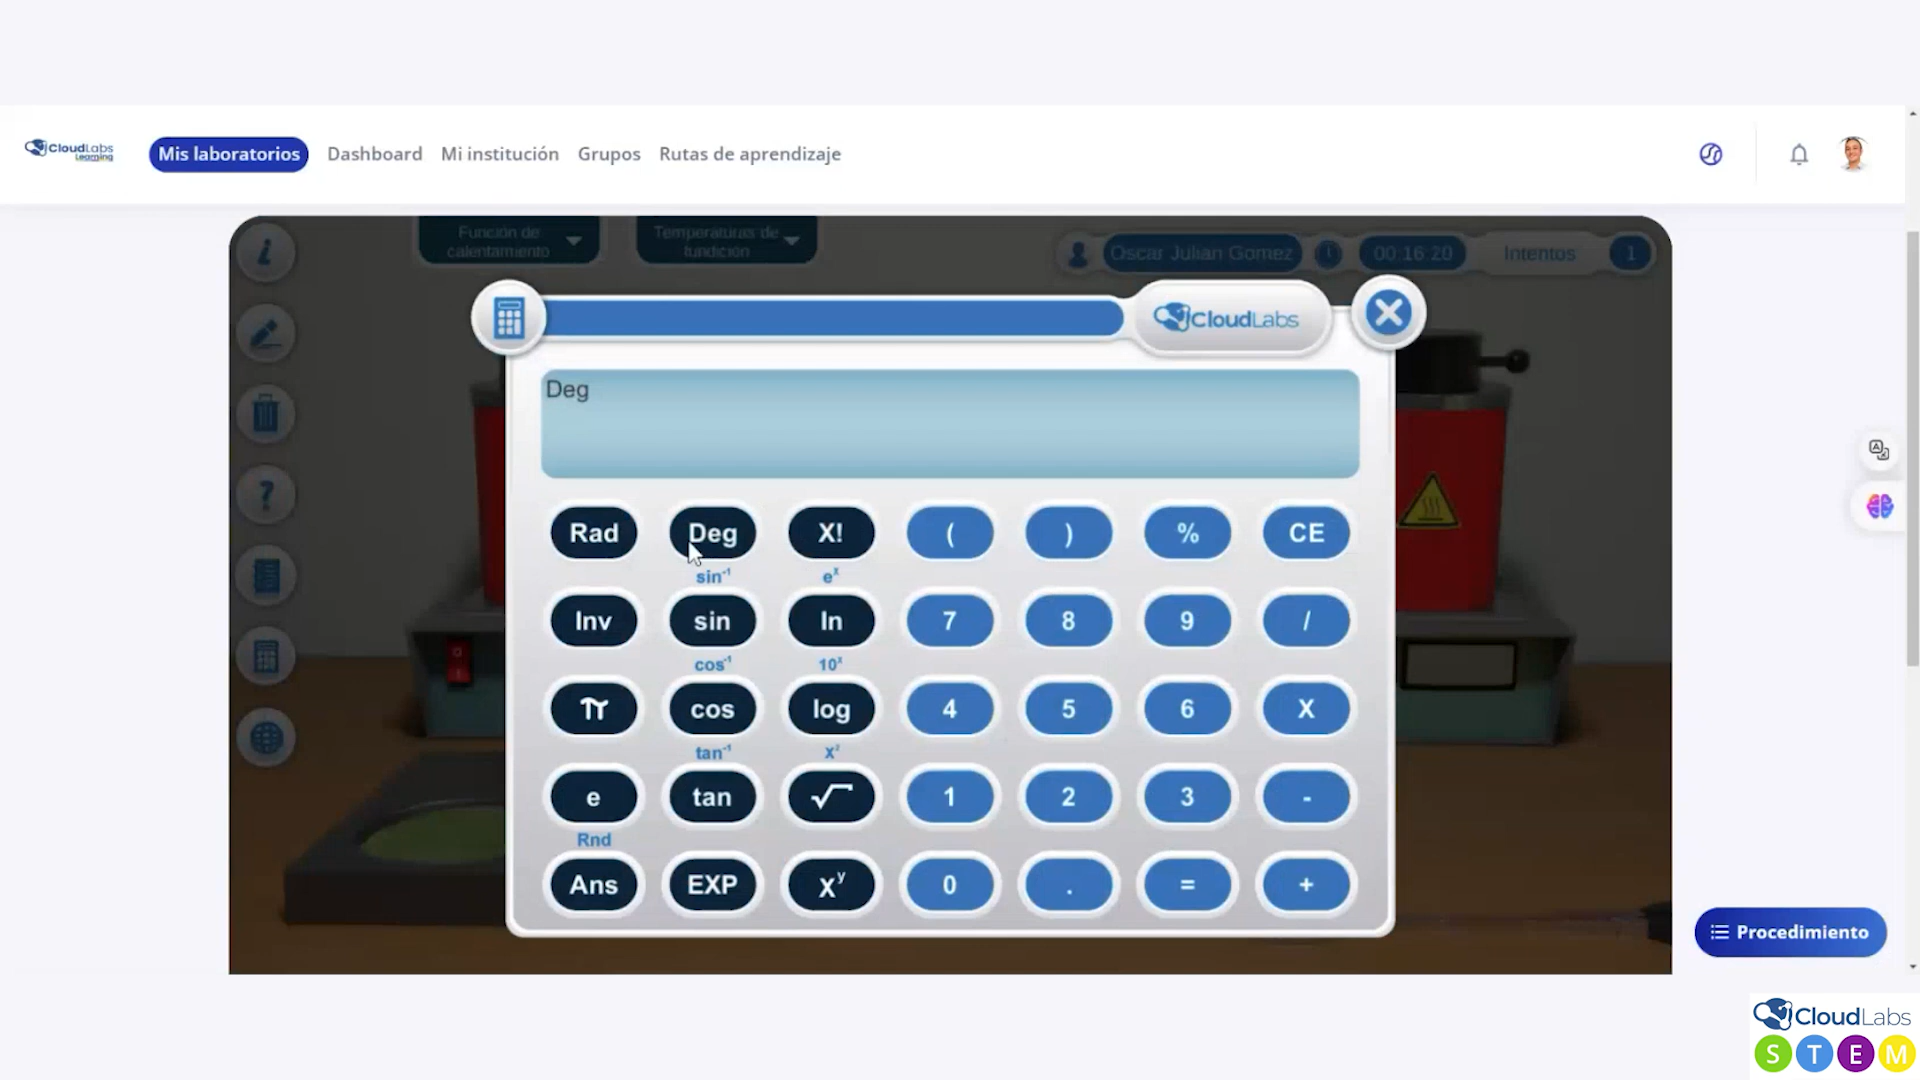 CloudLabs
Learning
Mis laboratorios
Dashboard
Mi institución
Grupos
Rutas de aprendizaje
Función de
calentamiento
Temperaturas de
fundición
Oscar Julian Gomez
00:16:20
Intentos
1
CloudLabs
Deg
Rad
Deg
X!
(
)
%
CE
sin⁻¹
eˣ
Inv
sin
ln
7
8
9
/
cos⁻¹
10ˣ
π
cos
log
4
5
6
X
tan⁻¹
X²
e
tan
√
1
2
3
-
Rnd
Ans
EXP
Xʸ
0
.
=
+
Procedimiento
CloudLabs
S T E M